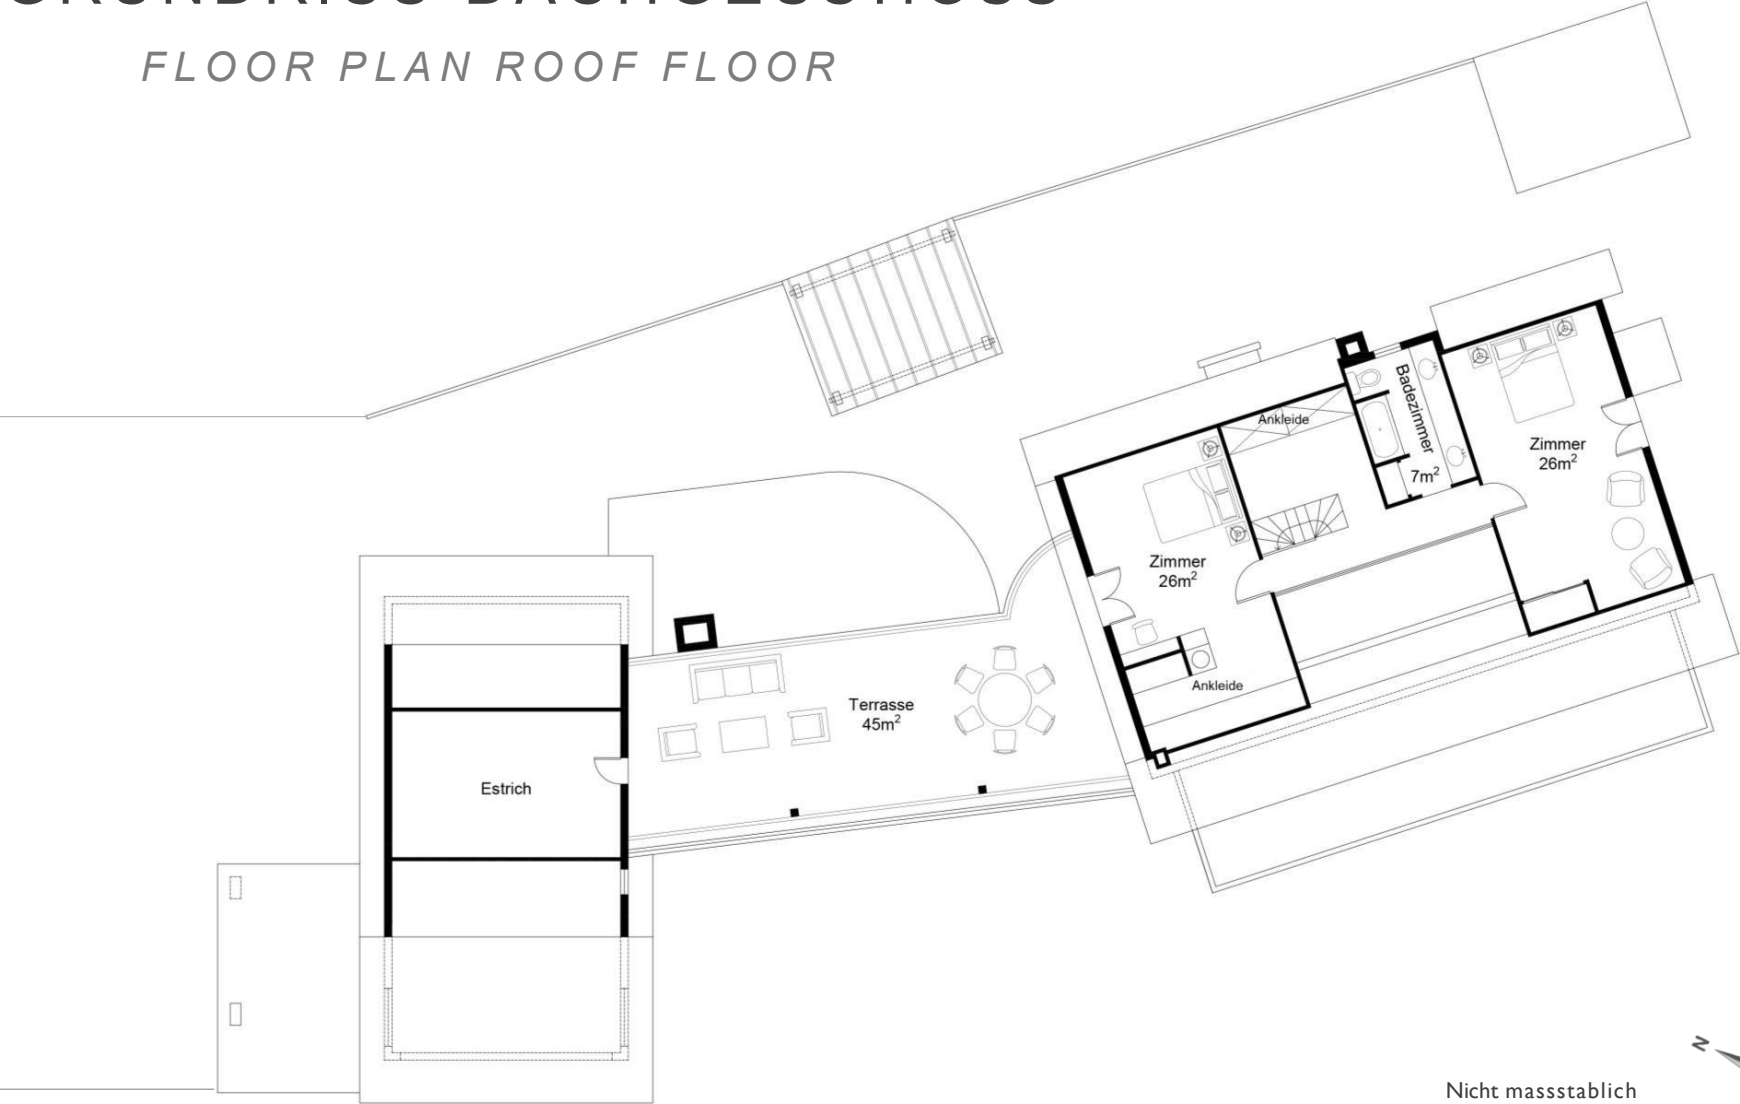 FLOOR PLAN ROOF FLOOR
Ankleide
Badezimmer
7m²
Zimmer
26m²
Zimmer
26m²
Ankleide
Terrasse
45m²
Estrich
N
Nicht massstablich